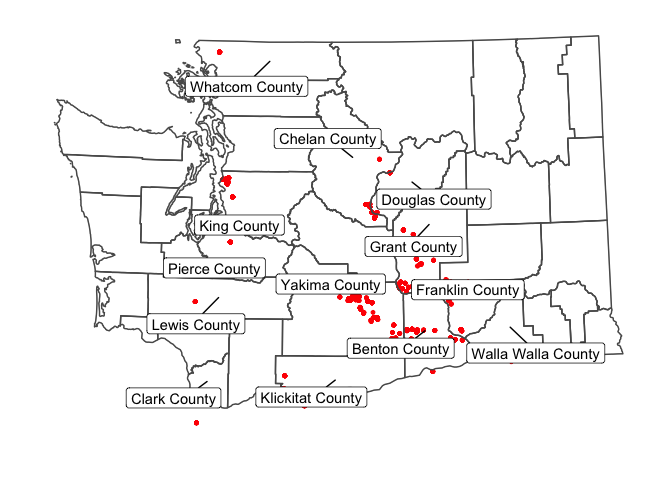 Whatcom County
Chelan County
Douglas County
King County
Grant County
Pierce County
Yakima County
Franklin County
Lewis County
Benton County
Walla Walla County
Clark County
Klickitat County